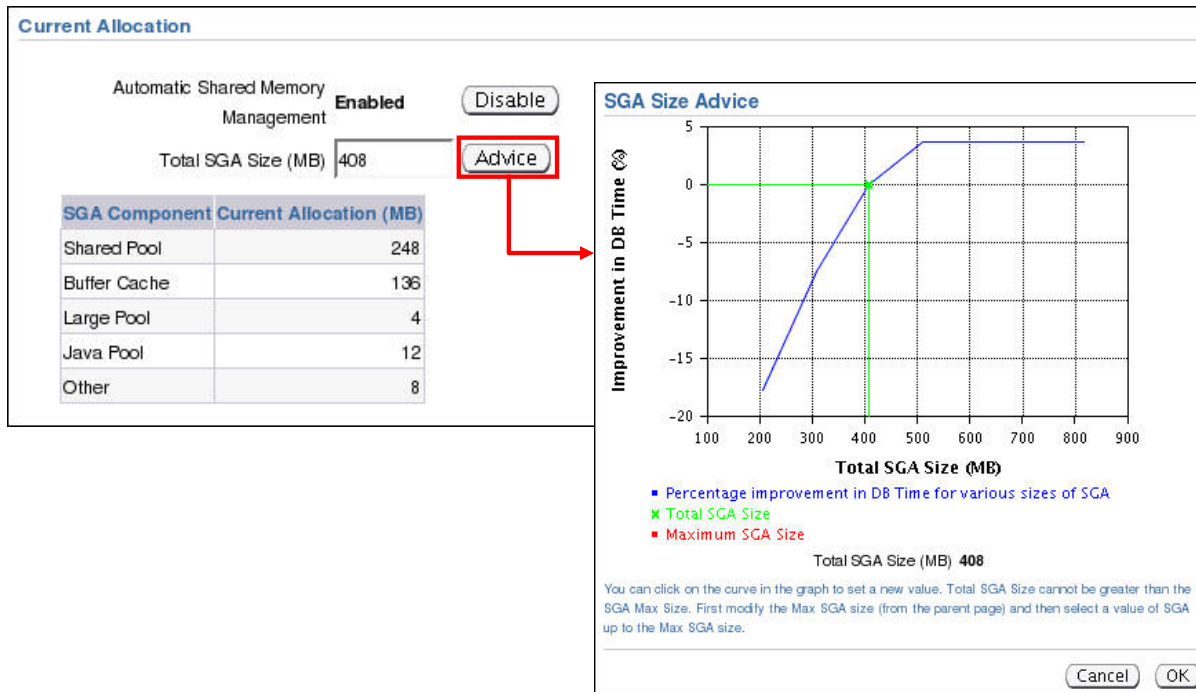 Current Allocation
Automatic Shared Memory
Management
Enabled
Disable
Total SGA Size (MB)
408
Advice
SGA Component Current Allocation (MB)
Shared Pool 248
Buffer Cache 136
Large Pool 4
Java Pool 12
Other 8
SGA Size Advice
Improvement in DB Time (%)
5
0
-5
-10
-15
-20
100 200 300 400 500 600 700 800 900
Total SGA Size (MB)
Percentage improvement in DB Time for various sizes of SGA
Total SGA Size
Maximum SGA Size
Total SGA Size (MB) 408
You can click on the curve in the graph to set a new value. Total SGA Size cannot be greater than the
SGA Max Size. First modify the Max SGA size (from the parent page) and then select a value of SGA
up to the Max SGA size.
Cancel OK